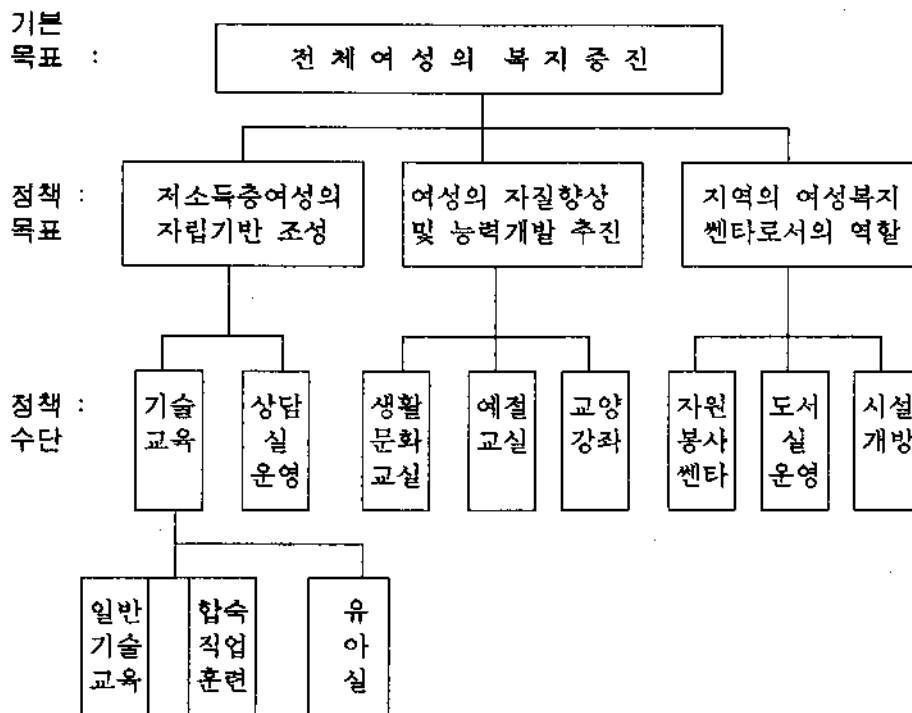 기본
목표 :
전체여성의 복지증진
정책 :
목표
저소득층여성의
자립기반 조성
여성의 자질향상
및 능력개발 추진
지역의 여성복지
쎈타로서의 역할
정책 :
수단
기술
교육
상담
실
운영
생활
문화
교실
예절
교실
교양
강좌
자원
봉사
쎈타
도서
실
운영
시설
개방
일반
기술
교육
합숙
직업
훈련
유
아
실